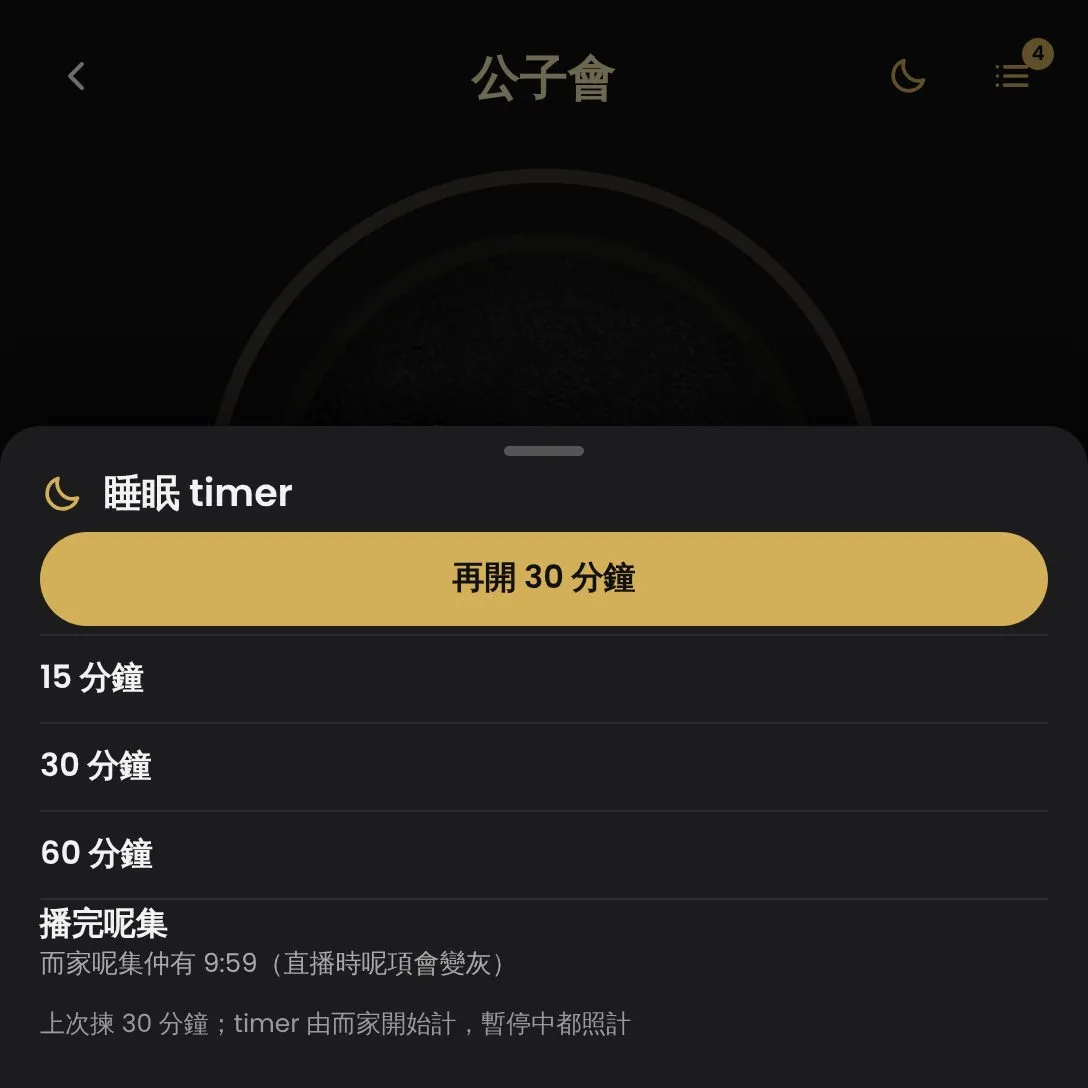 公子會
4
睡眠 timer
再開 30 分鐘
15 分鐘
30 分鐘
60 分鐘
播完呢集
而家呢集仲有 9:59（直播時呢項會變灰）
上次揀 30 分鐘；timer 由而家開始計，暫停中都照計